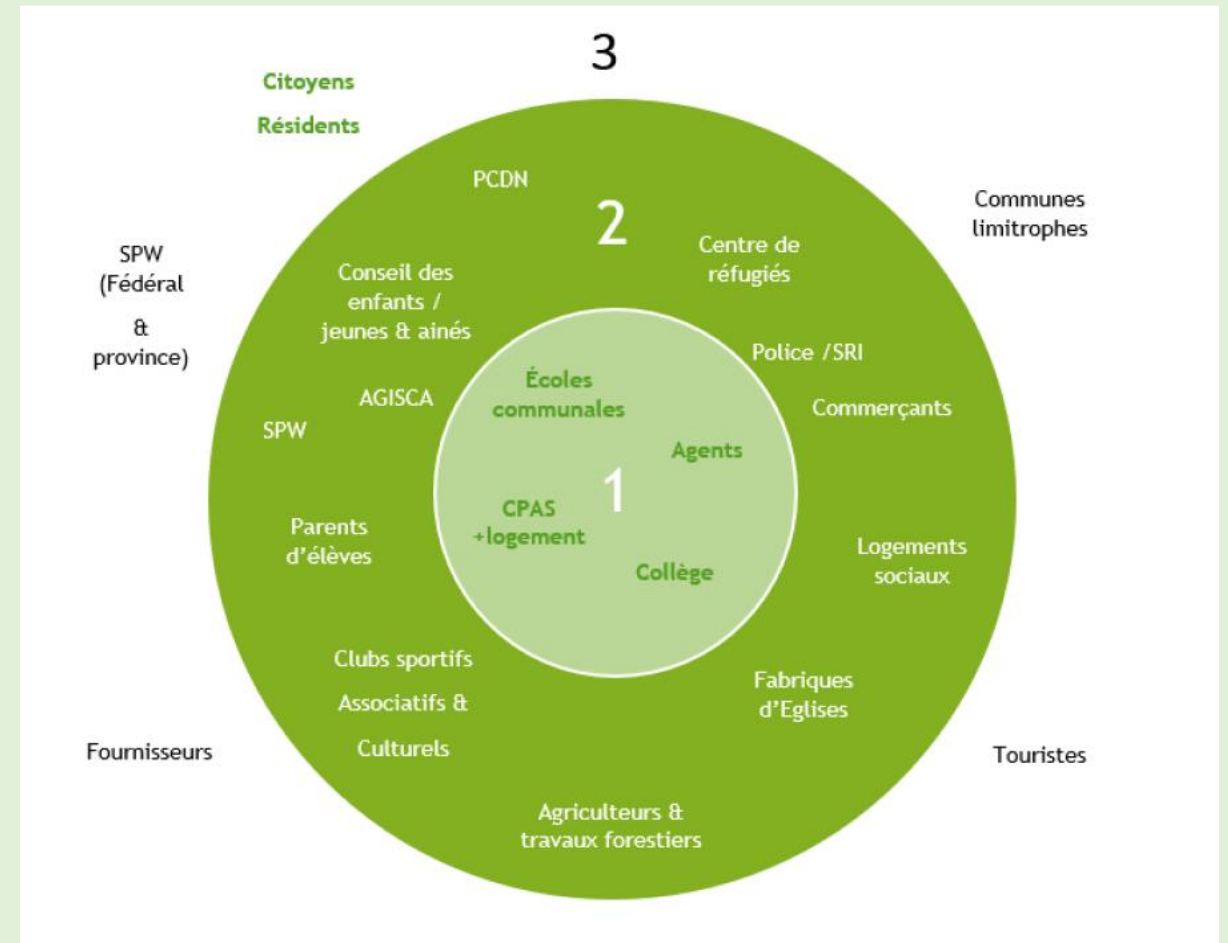 3
Citoyens
Résidents
PCDN
2
Communes
limitrophes
Centre de
réfugiés
SPW
(Fédéral
&
province)
Conseil des
enfants /
jeunes & ainés
Police /SRI
Écoles
communales
AGISCA
Commerçants
SPW
Agents
1
CPAS
+logement
Parents
d'élèves
Logements
sociaux
Collège
Clubs sportifs
Associatifs &
Culturels
Fabriques
d'Eglises
Fournisseurs
Touristes
Agriculteurs &
travaux forestiers